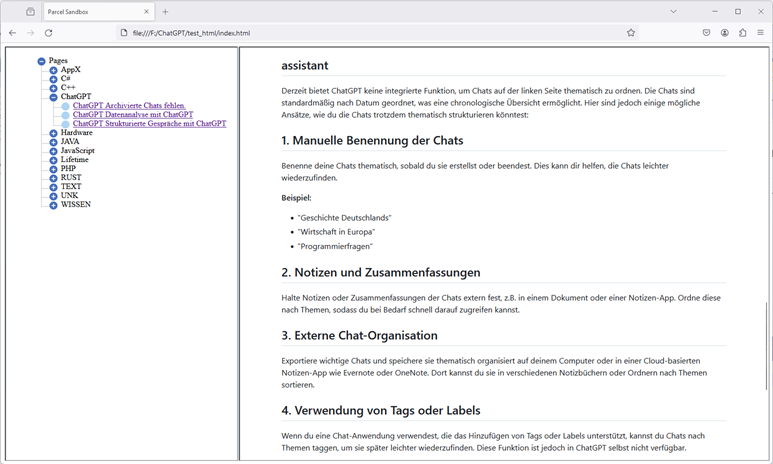 Parcel Sandbox
file:///F:/ChatGPT/test_html/index.html
Pages
AppX
C#
C++
ChatGPT
ChatGPT Archivierte Chats fehlen.
ChatGPT Datenanalyse mit ChatGPT
ChatGPT Strukturierte Gespräche mit ChatGPT
Hardware
JAVA
JavaScript
Lifetime
PHP
RUST
TEXT
UNK
WISSEN
assistant
Derzeit bietet ChatGPT keine integrierte Funktion, um Chats auf der linken Seite thematisch zu ordnen. Die Chats sind
standardmäßig nach Datum geordnet, was eine chronologische Übersicht ermöglicht. Hier sind jedoch einige mögliche
Ansätze, wie du die Chats trotzdem thematisch strukturieren könntest:
1. Manuelle Benennung der Chats
Benenne deine Chats thematisch, sobald du sie erstellst oder beendest. Dies kann dir helfen, die Chats leichter
wiederzufinden.
Beispiel:
• "Geschichte Deutschlands"
• "Wirtschaft in Europa"
• "Programmierfragen"
2. Notizen und Zusammenfassungen
Halte Notizen oder Zusammenfassungen der Chats extern fest, z.B. in einem Dokument oder einer Notizen-App. Ordne diese
nach Themen, sodass du bei Bedarf schnell darauf zugreifen kannst.
3. Externe Chat-Organisation
Exportiere wichtige Chats und speichere sie thematisch organisiert auf deinem Computer oder in einer Cloud-basierten
Notizen-App wie Evernote oder OneNote. Dort kannst du sie in verschiedenen Notizbüchern oder Ordnern nach Themen
sortieren.
4. Verwendung von Tags oder Labels
Wenn du eine Chat-Anwendung verwendest, die das Hinzufügen von Tags oder Labels unterstützt, kannst du Chats nach
Themen taggen, um sie später leichter wiederzufinden. Diese Funktion ist jedoch in ChatGPT selbst nicht verfügbar.